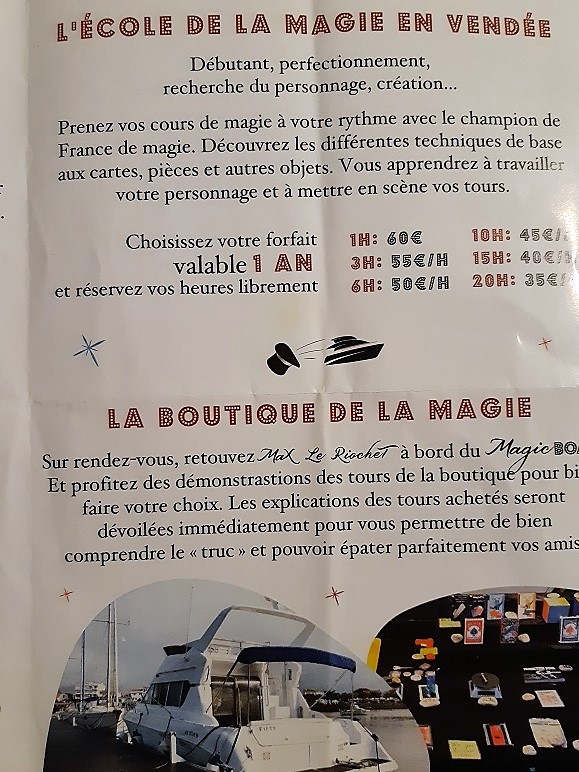 L'ÉCOLE DE LA MAGIE EN VENDÉE
Débutant, perfectionnement,
recherche du personnage, création...
Prenez vos cours de magie à votre rythme avec le champion de
France de magie. Découvrez les différentes techniques de base
aux cartes, pièces et autres objets. Vous apprendrez à travailler
votre personnage et à mettre en scène vos tours.
Choisissez votre forfait
valable 1 AN
et réservez vos heures librement
1H: 60€
3H: 55€/H
6H: 50€/H
10H: 45€/
15H: 40€/
20H: 35€
LA BOUTIQUE DE LA MAGIE
Sur rendez-vous, retouvez Max Le Riochet à bord du Magic BO
Et profitez des démonstrastions des tours de la boutique pour bi
faire votre choix. Les explications des tours achetés seront
dévoilées immédiatement pour vous permettre de bien
comprendre le « truc » et pouvoir épater parfaitement vos amis